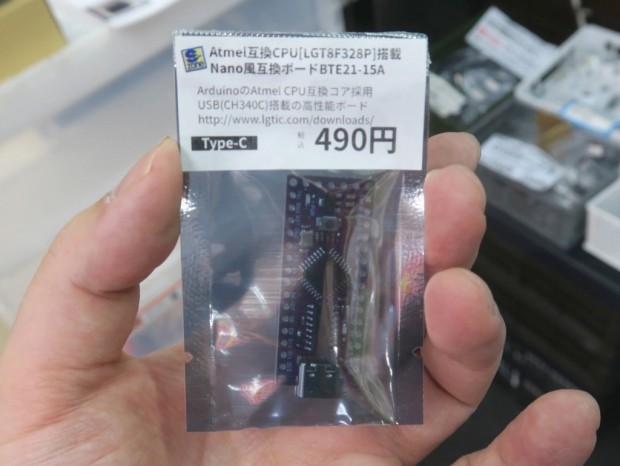 Atmel互換CPU[LGT8F328P]搭載
Nano風互換ボードBTE21-15A
ArduinoのAtmel CPU互換コア採用
USB(CH340C)搭載の高性能ボード
http://www.lgtic.com/downloads/
Type-C 税込 490円